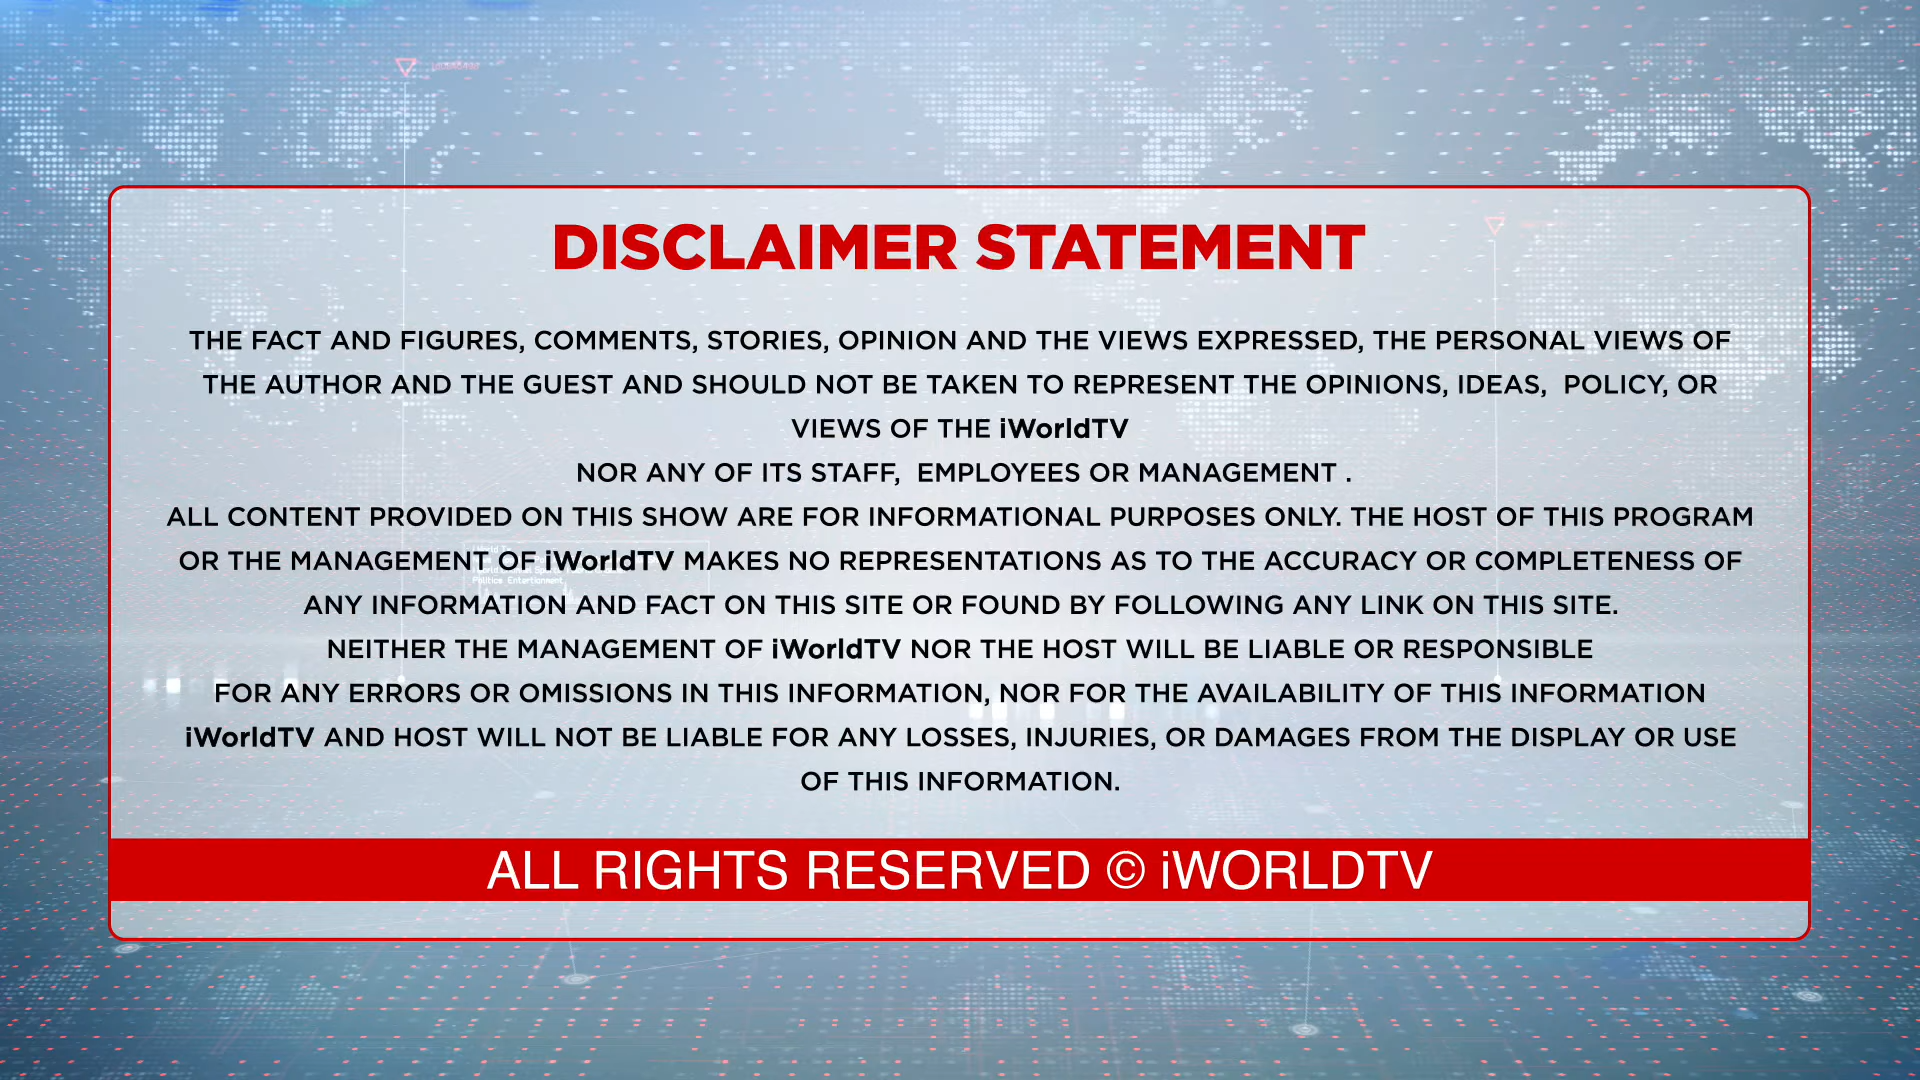 DISCLAIMER STATEMENT
THE FACT AND FIGURES, COMMENTS, STORIES, OPINION AND THE VIEWS EXPRESSED, THE PERSONAL VIEWS OF
THE AUTHOR AND THE GUEST AND SHOULD NOT BE TAKEN TO REPRESENT THE OPINIONS, IDEAS, POLICY, OR
VIEWS OF THE iWorldTV
NOR ANY OF ITS STAFF, EMPLOYEES OR MANAGEMENT .
ALL CONTENT PROVIDED ON THIS SHOW ARE FOR INFORMATIONAL PURPOSES ONLY. THE HOST OF THIS PROGRAM
OR THE MANAGEMENT OF iWorldTV MAKES NO REPRESENTATIONS AS TO THE ACCURACY OR COMPLETENESS OF
Politice Entertionment
ANY INFORMATION AND FACT ON THIS SITE OR FOUND BY FOLLOWING ANY LINK ON THIS SITE.
NEITHER THE MANAGEMENT OF iWorldTV NOR THE HOST WILL BE LIABLE OR RESPONSIBLE
FOR ANY ERRORS OR OMISSIONS IN THIS INFORMATION, NOR FOR THE AVAILABILITY OF THIS INFORMATION
iWorldTV AND HOST WILL NOT BE LIABLE FOR ANY LOSSES, INJURIES, OR DAMAGES FROM THE DISPLAY OR USE
OF THIS INFORMATION.
ALL RIGHTS RESERVED © iWORLDTV